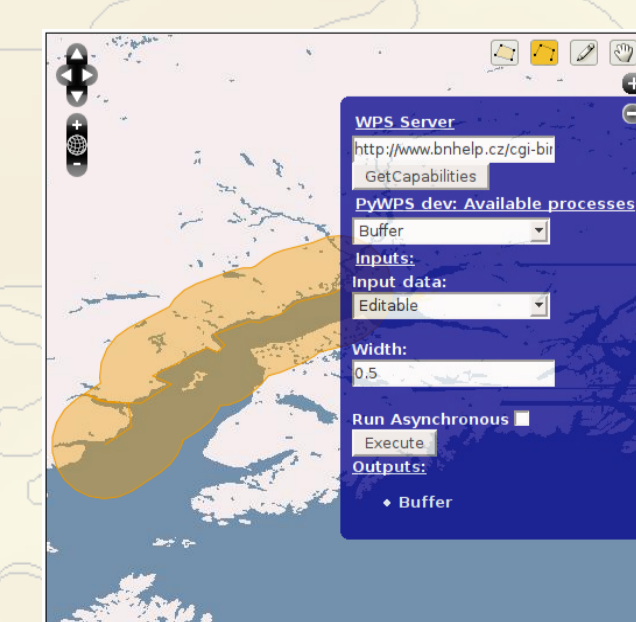 WPS Server
http://www.bnhelp.cz/cgi-bin
GetCapabilities
PyWPS dev: Available processes
Buffer
Inputs:
Input data:
Editable
Width:
0.5
Run Asynchronous
Execute
Outputs:
Buffer